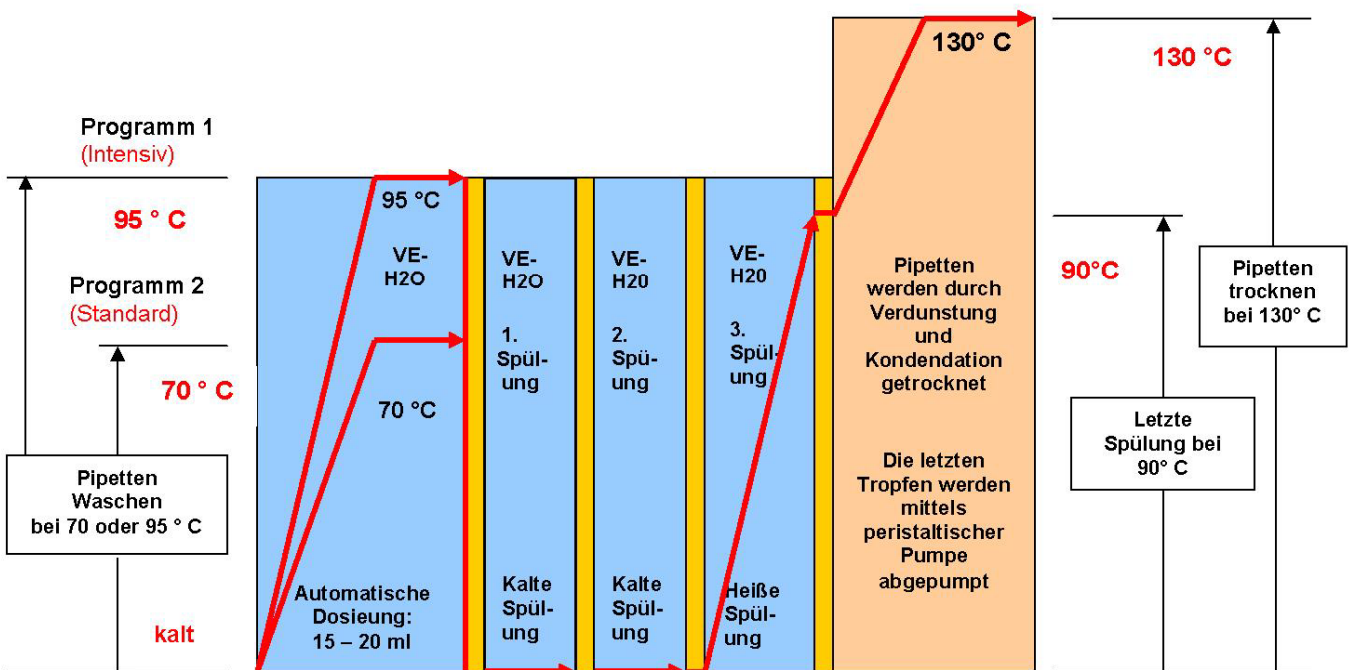 Programm 1
(Intensiv)
95 ° C
Programm 2
(Standard)
70 ° C
Pipetten
Waschen
bei 70 oder 95 ° C
kalt
95 °C
VE-
H2O
70 °C
Automatische
Dosieung:
15 – 20 ml
VE-
H2O
1.
Spül-
ung
Kalte
Spül-
ung
VE-
H20
2.
Spü-
ung
Kalte
Spül-
ung
VE-
H20
3.
Spül-
ung
Heiße
Spül-
ung
130° C
Pipetten
werden durch
Verdunstung
und
Kondendation
getrocknet
Die letzten
Tropfen werden
mittels
peristaltischer
Pumpe
abgepumpt
130 °C
90°C
Pipetten
trocknen
bei 130° C
Letzte
Spülung bei
90° C